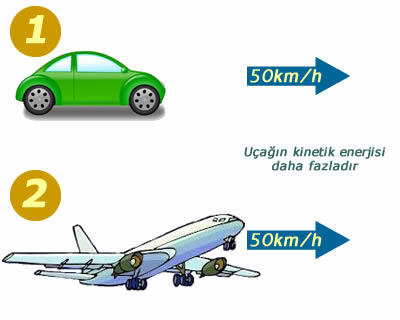 1
50km/h
Uçağın kinetik enerjisi
daha fazladır
2
50km/h